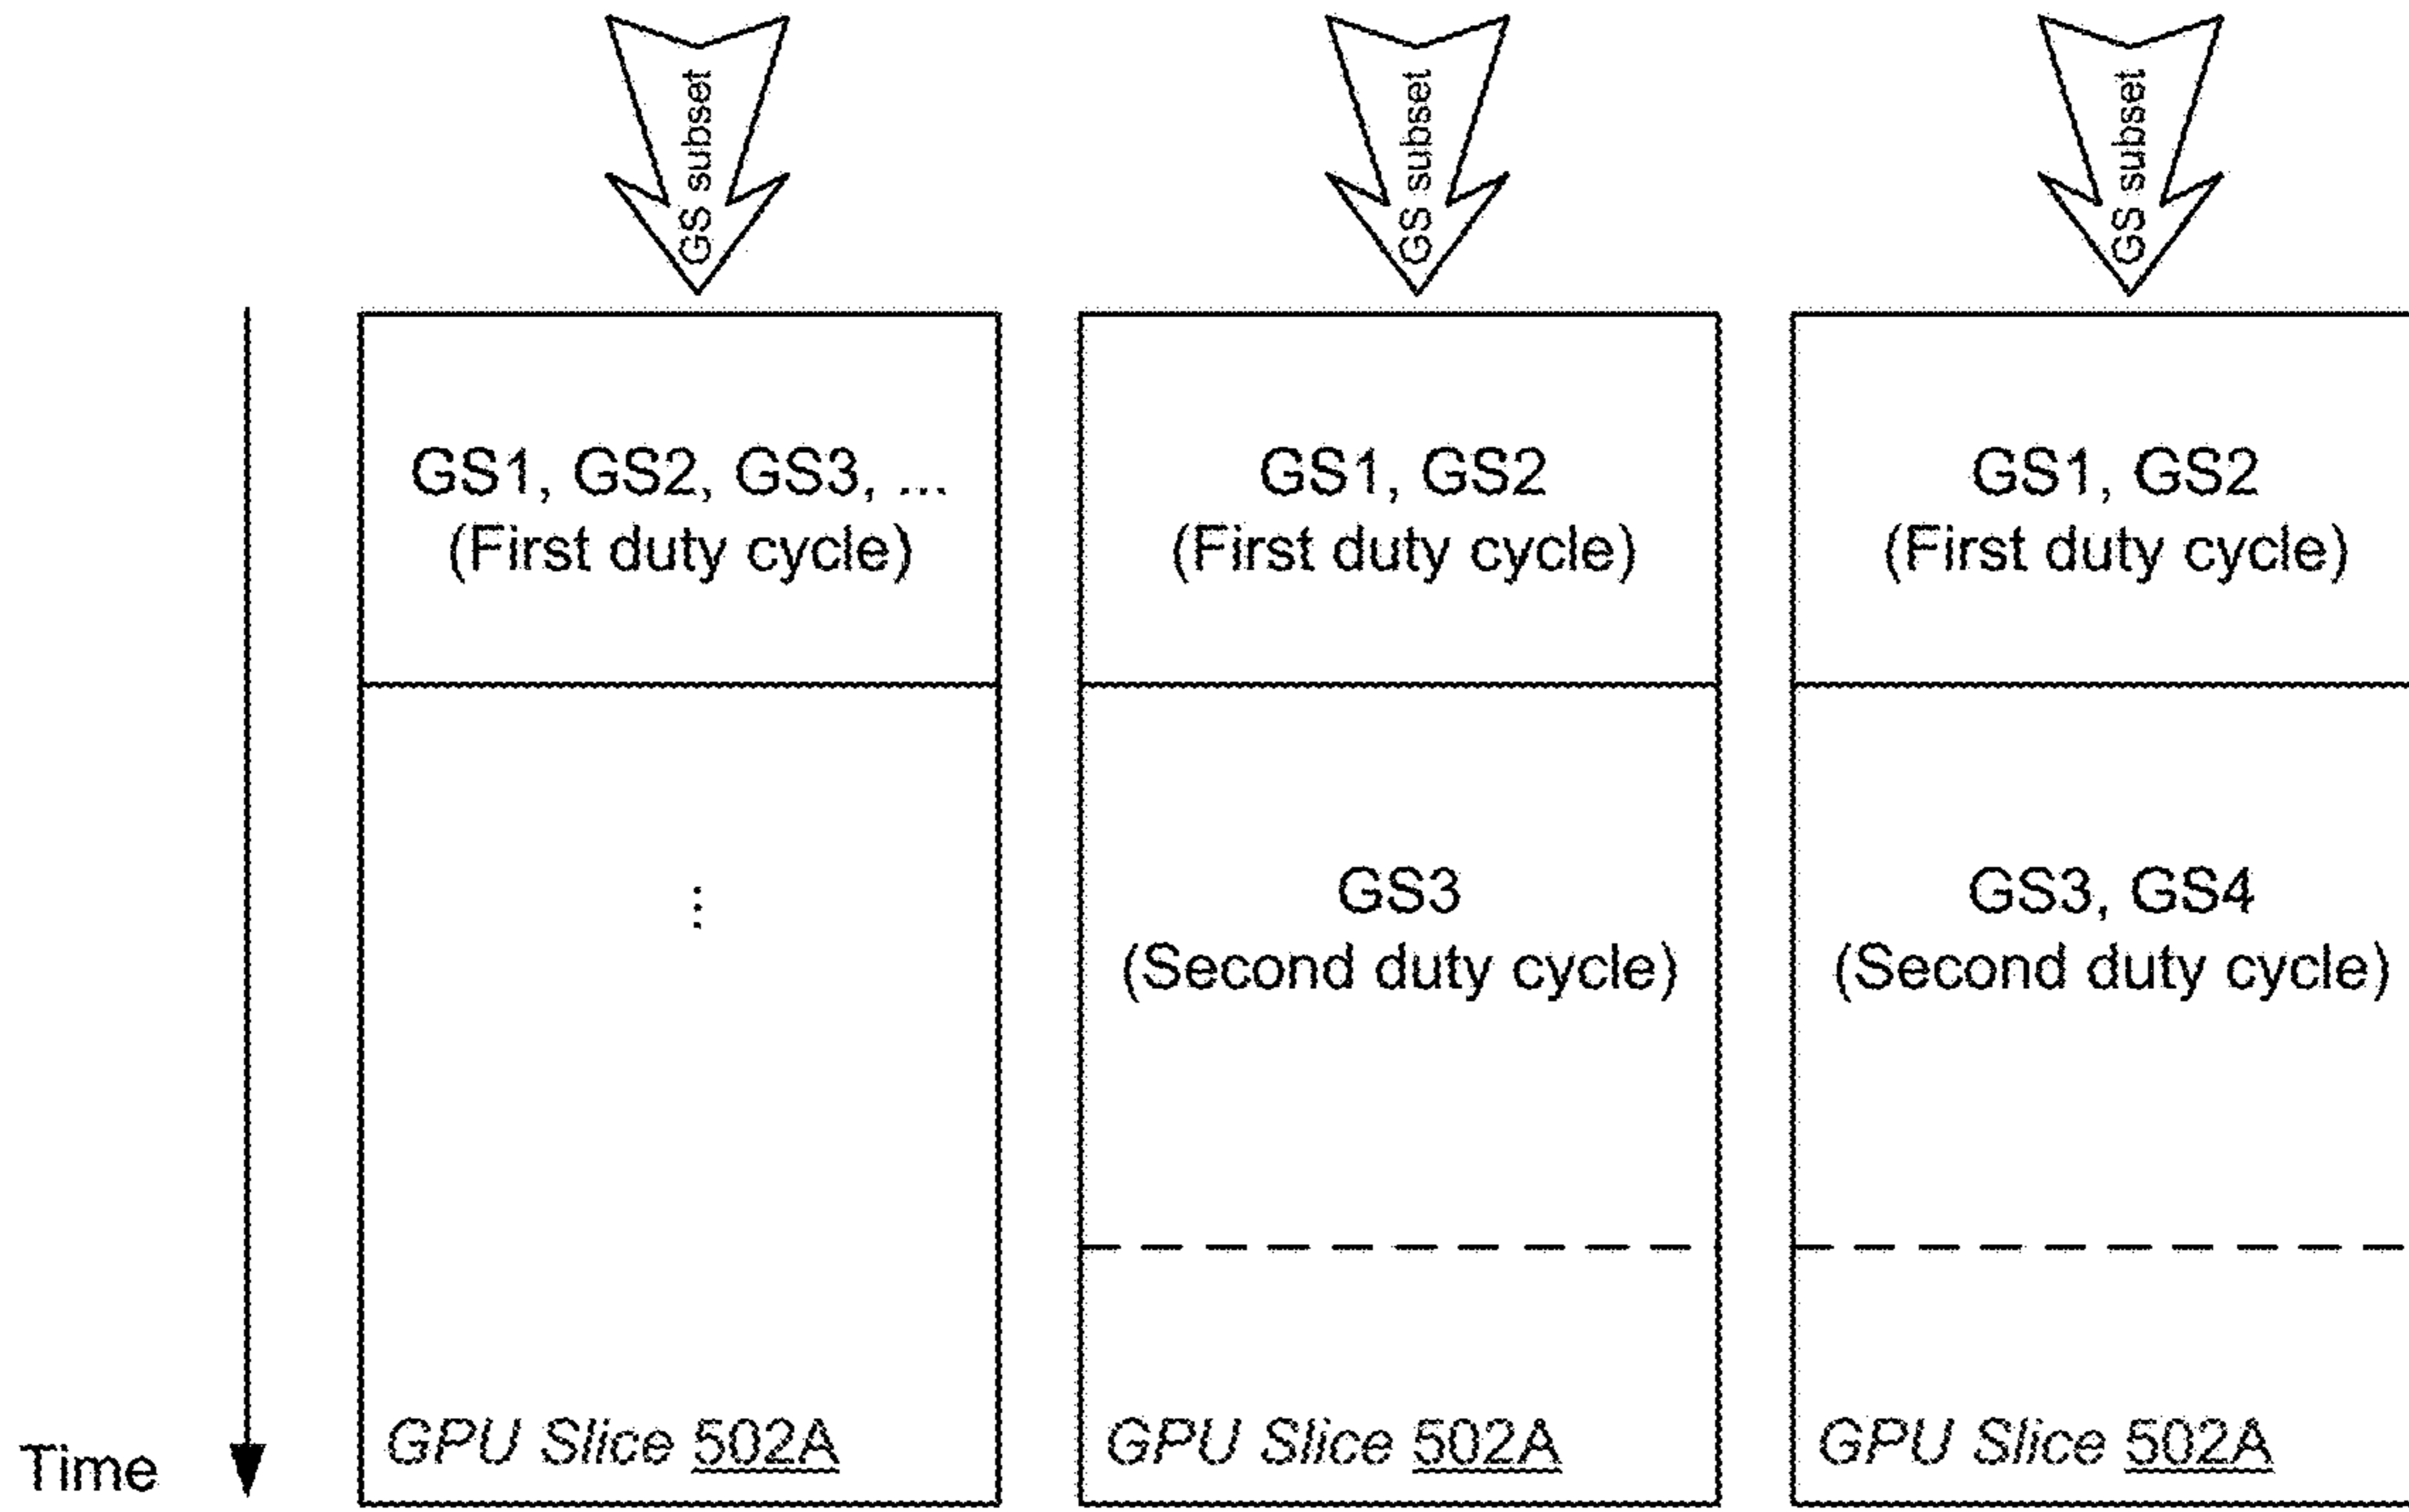 GS subset
GS subset
GS subset
GS1, GS2, GS3, ...
(First duty cycle)
GS1, GS2
(First duty cycle)
GS1, GS2
(First duty cycle)
⋮
GS3
(Second duty cycle)
GS3, GS4
(Second duty cycle)
Time
GPU Slice 502A
GPU Slice 502A
GPU Slice 502A